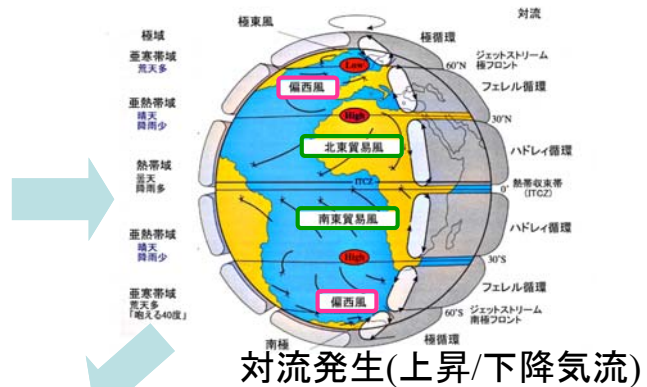 極東風
対流
極域
極循環
亜寒帯域
荒天多
Low
60°N
ジェットストリーム
極フロント
偏西風
フェレル循環
亜熱帯域
晴天
降雨少
High
30°N
北東貿易風
ハドレィ循環
熱帯域
曇天
降雨多
ITCZ
0°
熱帯収束帯
(ITCZ)
南東貿易風
ハドレィ循環
亜熱帯域
晴天
降雨少
High
30°S
フェレル循環
亜寒帯域
荒天多
「咆える40度」
偏西風
60°S
ジェットストリーム
南極フロント
南極
極循環
対流発生(上昇/下降気流)